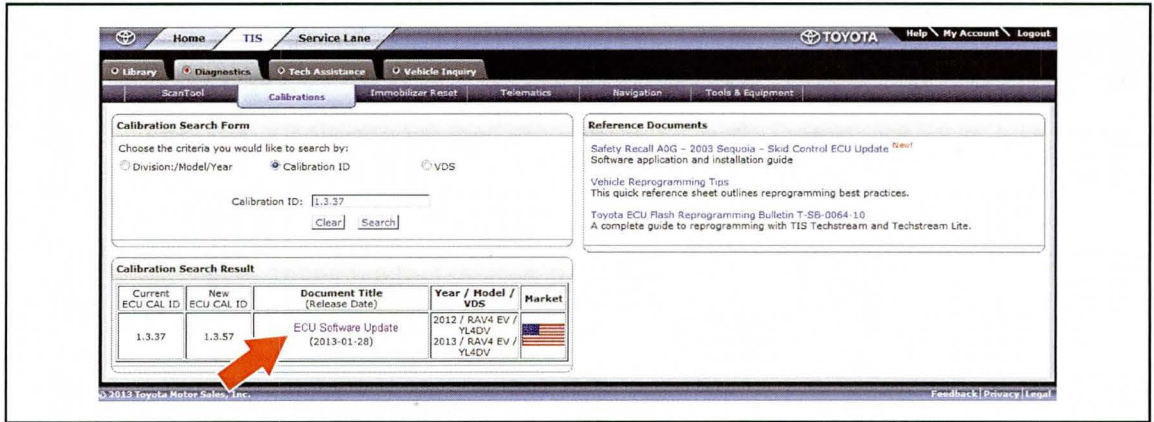 Home TIS Service Lane TOYOTA Help My Account Logout
Library Diagnostics Tech Assistance Vehicle Inquiry
ScanTool Calibrations Immobilizer Reset Telematics Navigation Tools & Equipment
Calibration Search Form
Choose the criteria you would like to search by:
Division:/Model/Year Calibration ID VDS
Calibration ID: 1.3.37
Clear Search
Reference Documents
Safety Recall A0G - 2003 Sequoia - Skid Control ECU Update New!
Software application and installation guide
Vehicle Reprogramming Tips
This quick reference sheet outlines reprogramming best practices.
Toyota ECU Flash Reprogramming Bulletin T-SB-0064-10
A complete guide to reprogramming with TIS Techstream and Techstream Lite.
Calibration Search Result
Current ECU CAL ID
New ECU CAL ID
Document Title
(Release Date)
Year / Model /
VDS
Market
1.3.37
1.3.57
ECU Software Update
(2013-01-28)
2012 / RAV4 EV /
YL4DV
2013 / RAV4 EV /
YL4DV
© 2013 Toyota Motor Sales, Inc. Feedback | Privacy | Legal